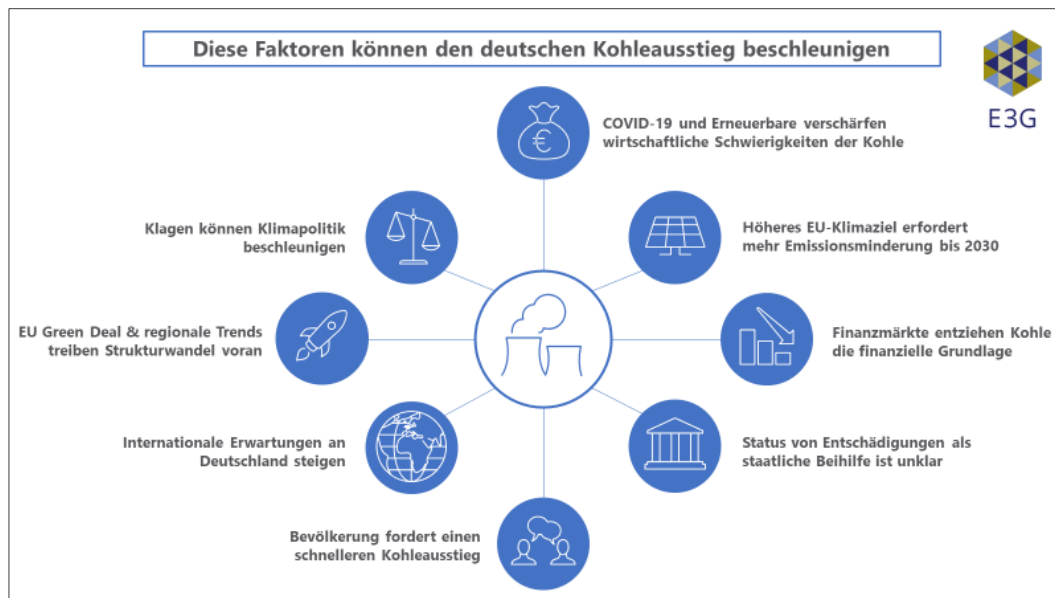 Diese Faktoren können den deutschen Kohleausstieg beschleunigen
E3G
COVID-19 und Erneuerbare verschärfen
wirtschaftliche Schwierigkeiten der Kohle
Höheres EU-Klimaziel erfordert
mehr Emissionsminderung bis 2030
Finanzmärkte entziehen Kohle
die finanzielle Grundlage
Status von Entschädigungen als
staatliche Beihilfe ist unklar
Bevölkerung fordert einen
schnelleren Kohleausstieg
Internationale Erwartungen an
Deutschland steigen
EU Green Deal & regionale Trends
treiben Strukturwandel voran
Klagen können Klimapolitik
beschleunigen
€